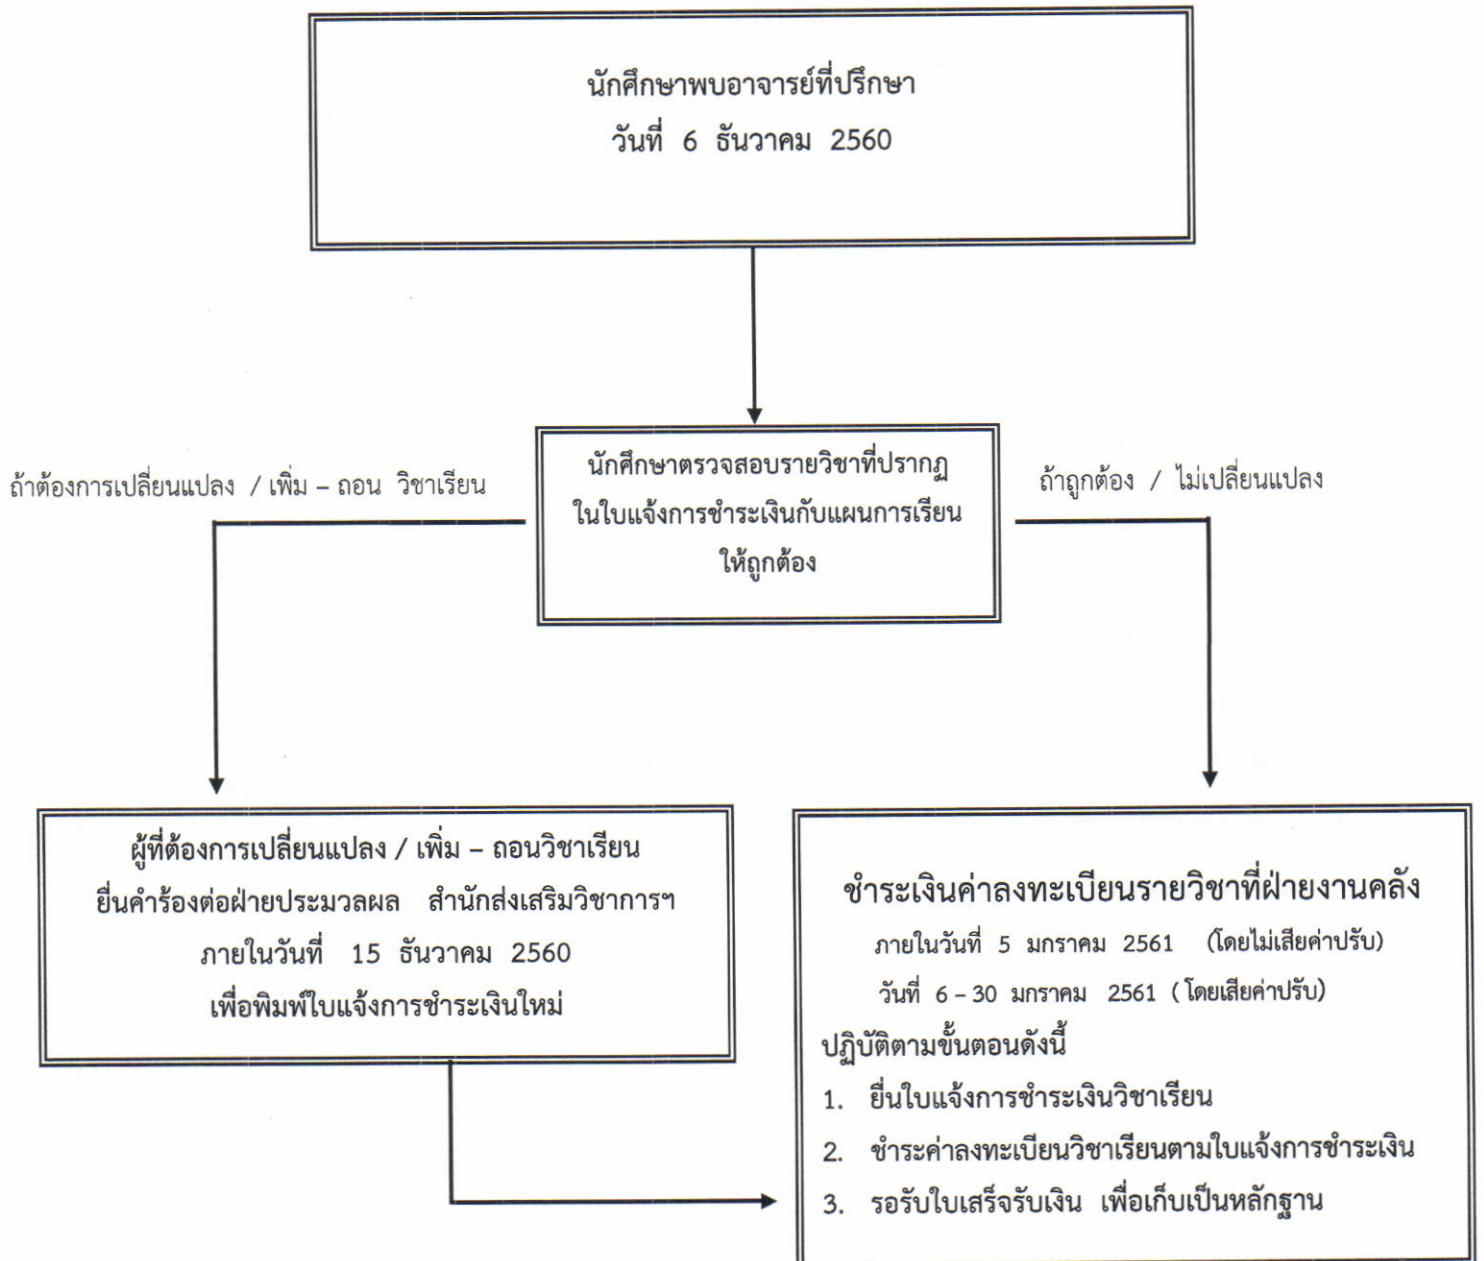 นักศึกษาพบอาจารย์ที่ปรึกษา
วันที่ 6 ธันวาคม 2560
นักศึกษาตรวจสอบรายวิชาที่ปรากฏ
ในใบแจ้งการชำระเงินกับแผนการเรียน
ให้ถูกต้อง
ถ้าต้องการเปลี่ยนแปลง / เพิ่ม – ถอน วิชาเรียน
ถ้าถูกต้อง / ไม่เปลี่ยนแปลง
ผู้ที่ต้องการเปลี่ยนแปลง / เพิ่ม – ถอนวิชาเรียน
ยื่นคำร้องต่อฝ่ายประมวลผล สำนักส่งเสริมวิชาการฯ
ภายในวันที่ 15 ธันวาคม 2560
เพื่อพิมพ์ใบแจ้งการชำระเงินใหม่
ชำระเงินค่าลงทะเบียนรายวิชาที่ฝ่ายงานคลัง
ภายในวันที่ 5 มกราคม 2561 (โดยไม่เสียค่าปรับ)
วันที่ 6 – 30 มกราคม 2561 (โดยเสียค่าปรับ)
ปฏิบัติตามขั้นตอนดังนี้
1. ยื่นใบแจ้งการชำระเงินวิชาเรียน
2. ชำระค่าลงทะเบียนวิชาเรียนตามใบแจ้งการชำระเงิน
3. รอรับใบเสร็จรับเงิน เพื่อเก็บเป็นหลักฐาน